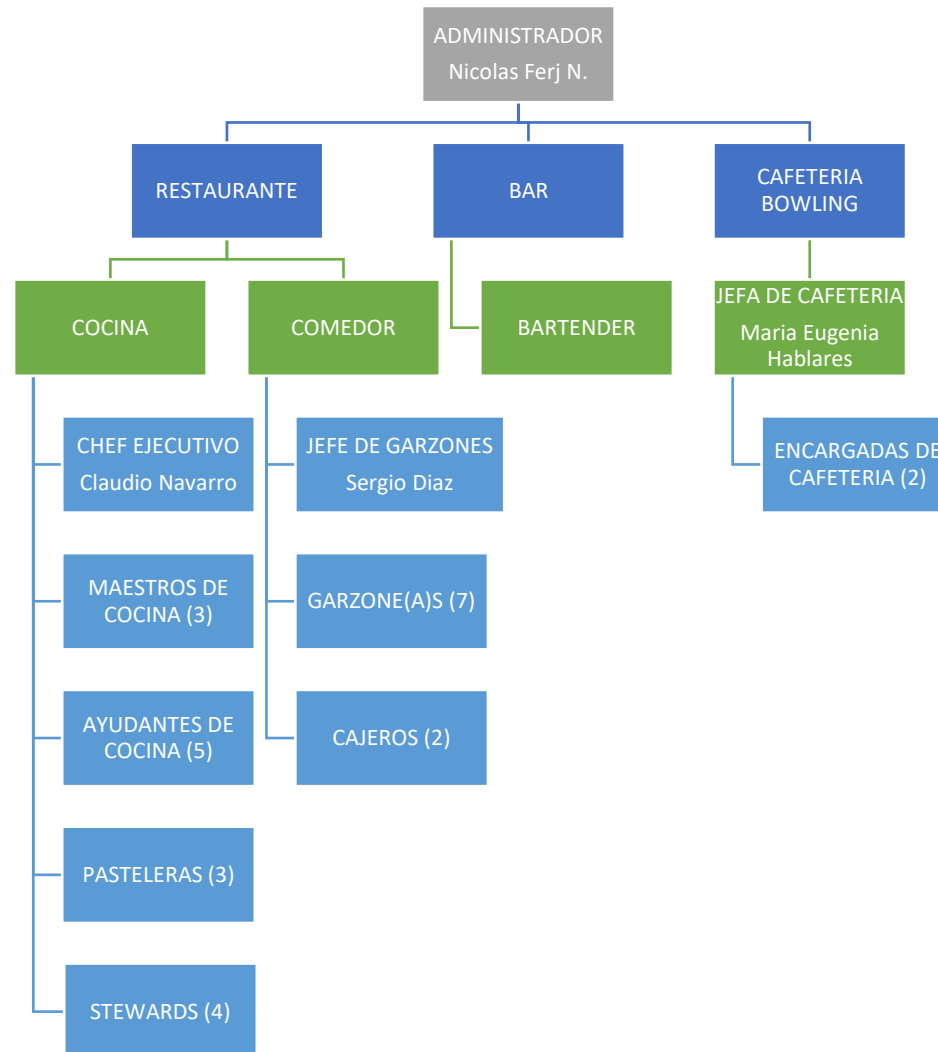 ADMINISTRADOR
Nicolas Ferj N.
RESTAURANTE
BAR
CAFETERIA
BOWLING
COCINA
COMEDOR
BARTENDER
JEFA DE CAFETERIA
Maria Eugenia
Hablares
CHEF EJECUTIVO
Claudio Navarro
JEFE DE GARZONES
Sergio Diaz
ENCARGADAS DE
CAFETERIA (2)
MAESTROS DE
COCINA (3)
GARZONE(A)S (7)
AYUDANTES DE
COCINA (5)
CAJEROS (2)
PASTELERAS (3)
STEWARDS (4)